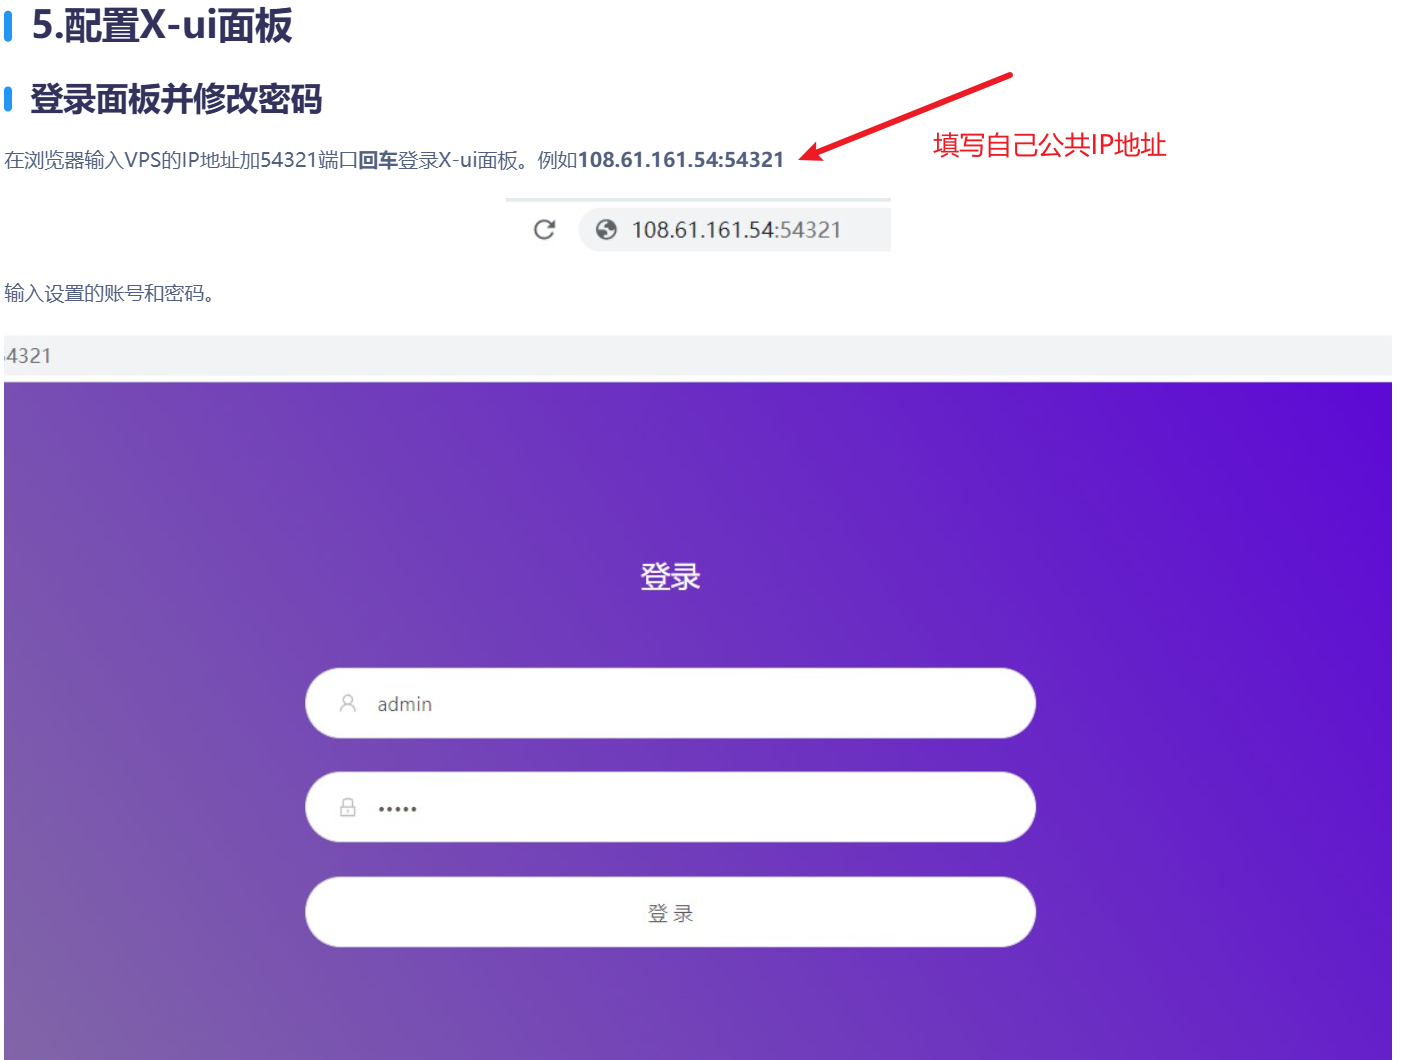 5.配置X-ui面板
登录面板并修改密码
填写自己公共IP地址
在浏览器输入VPS的IP地址加54321端口回车登录X-ui面板。例如108.61.161.54:54321
108.61.161.54:54321
输入设置的账号和密码。
4321
登录
admin
•••••
登 录